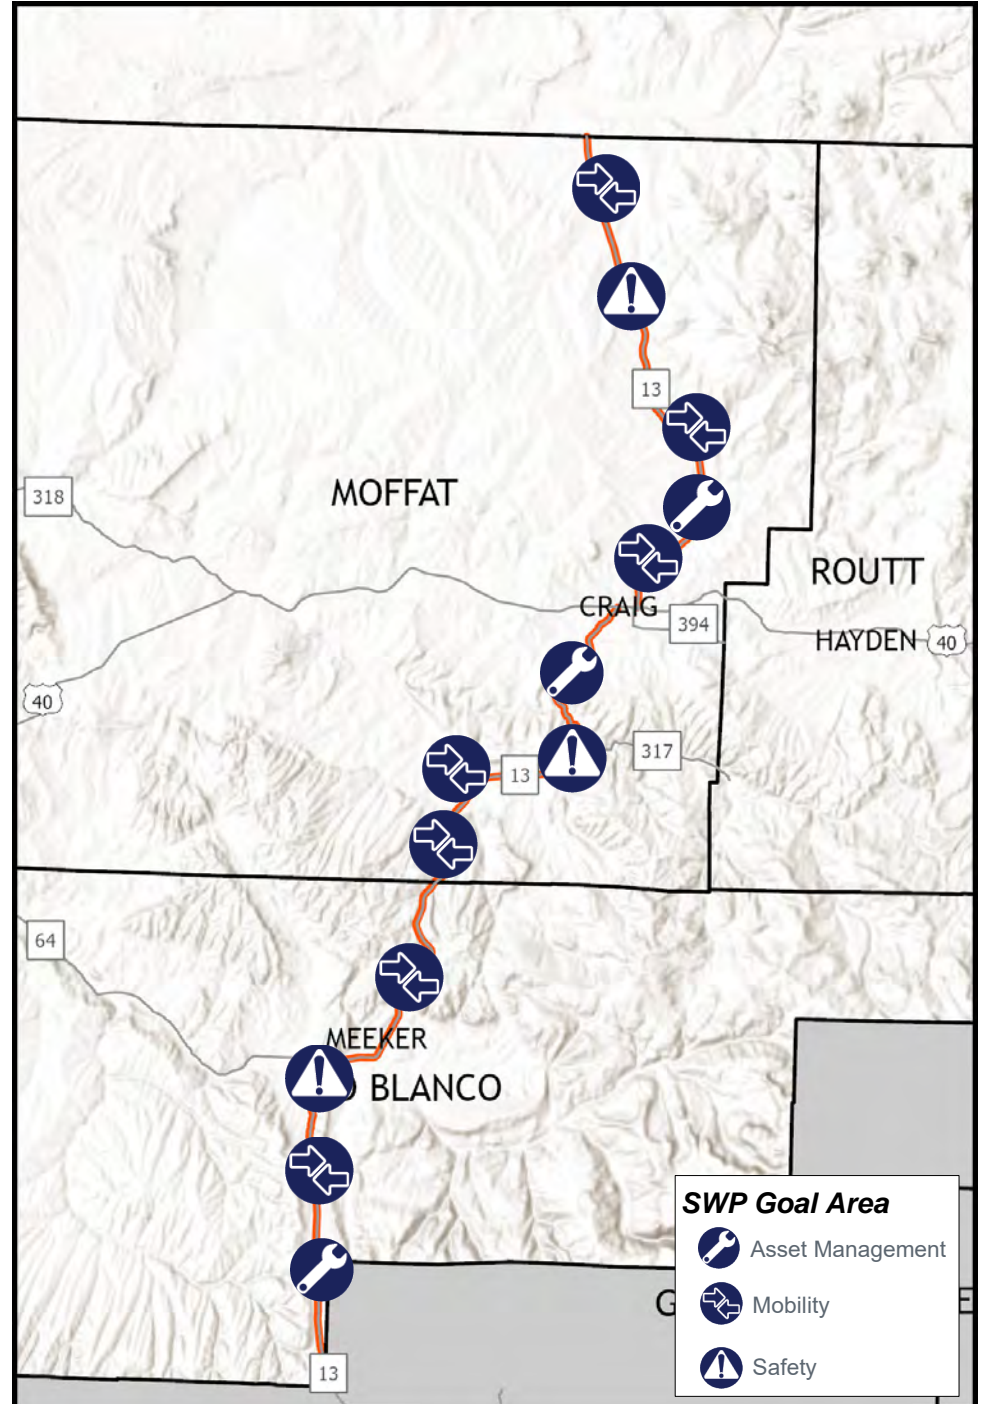 13
318
MOFFAT
ROUTT
CRAIG
394
HAYDEN
40
40
317
13
64
MEEKER
BLANCO
SWP Goal Area
Asset Management
Mobility
Safety
G
E
13